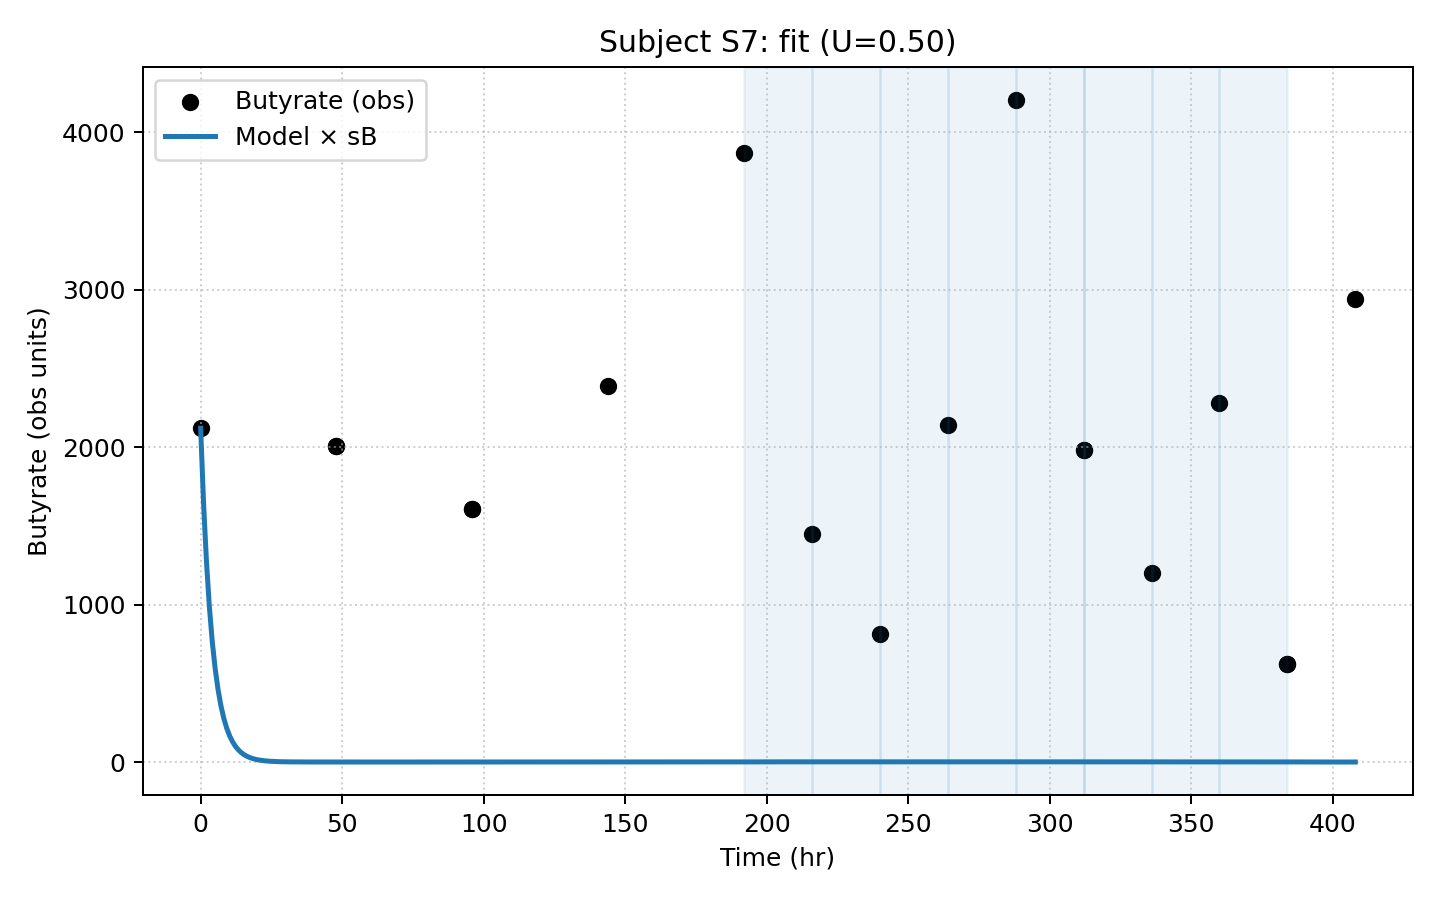 Subject S7: fit (U=0.50)
Butyrate (obs)
Model × sB
Butyrate (obs units)
4000
3000
2000
1000
0
0 50 100 150 200 250 300 350 400
Time (hr)